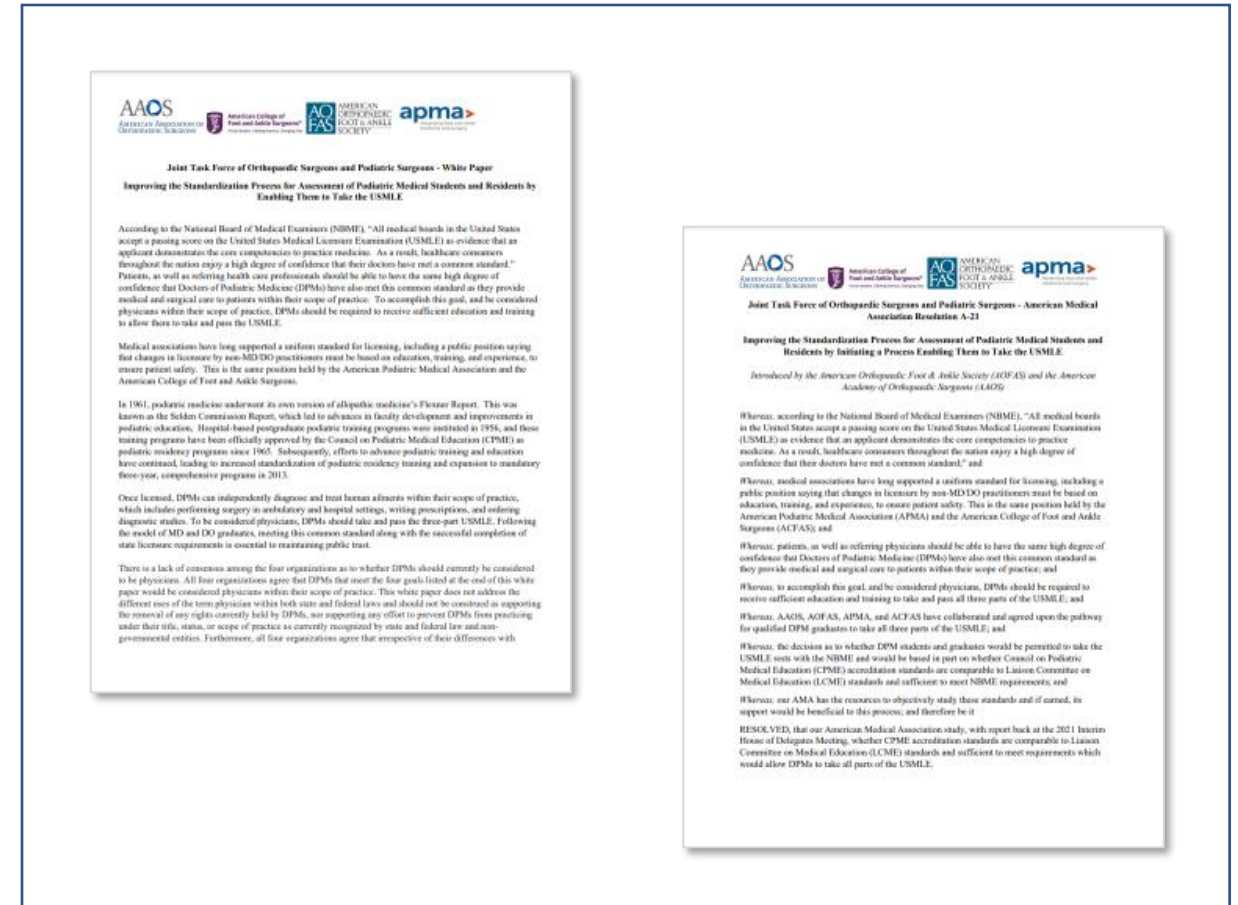 AAOS
AMERICAN ASSOCIATION OF
ORTHOPAEDIC SURGEONS
American College of
Foot and Ankle Surgeons®
AO
FAS
AMERICAN
ORTHOPAEDIC
FOOT & ANKLE
SOCIETY
apma
Joint Task Force of Orthopaedic Surgeons and Podiatric Surgeons - White Paper
Improving the Standardization Process for Assessment of Podiatric Medical Students and Residents by
Enabling Them to Take the USMLE
According to the National Board of Medical Examiners (NBME), “All medical boards in the United States
accept a passing score on the United States Medical Licensure Examination (USMLE) as evidence that an
applicant demonstrates the core competencies to practice medicine. As a result, healthcare consumers
throughout the nation enjoy a high degree of confidence that their doctors have met a common standard.”
Patients, as well as referring health care professionals should be able to have the same high degree of
confidence that Doctors of Podiatric Medicine (DPMs) have also met this common standard as they provide
medical and surgical care to patients within their scope of practice. To accomplish this goal, and be considered
physicians within their scope of practice, DPMs should be required to receive sufficient education and training
to allow them to take and pass the USMLE.
Medical associations have long supported a uniform standard for licensing, including a public position saying
that changes in licensure by non-MD/DO practitioners must be based on education, training, and experience, to
ensure patient safety. This is the same position held by the American Podiatric Medical Association and the
American College of Foot and Ankle Surgeons.
In 1961, podiatric medicine underwent its own version of allopathic medicine’s Flexner Report. This was
known as the Selden Commission Report, which led to advances in faculty development and improvements in
podiatric education. Hospital-based postgraduate podiatric training programs were instituted in 1956, and these
training programs have been officially approved by the Council on Podiatric Medical Education (CPME) as
podiatric residency programs since 1965. Subsequently, efforts to advance podiatric training and education
have continued, leading to increased standardization of podiatric residency training and expansion to mandatory
three-year, comprehensive programs in 2013.
Once licensed, DPMs can independently diagnose and treat human ailments within their scope of practice,
which includes performing surgery in ambulatory and hospital settings, writing prescriptions, and ordering
diagnostic studies. To be considered physicians, DPMs should take and pass the three-part USMLE. Following
the model of MD and DO graduates, meeting this common standard along with the successful completion of
state licensure requirements is essential to maintaining public trust.
There is a lack of consensus among the four organizations as to whether DPMs should currently be considered
to be physicians. All four organizations agree that DPMs that meet the four goals listed at the end of this white
paper would be considered physicians within their scope of practice. This white paper does not address the
different uses of the term physician within both state and federal laws and should not be construed as supporting
the removal of any rights currently held by DPMs, nor supporting any effort to prevent DPMs from practicing
under their title, status, or scope of practice as currently recognized by state and federal law and non-
governmental entities. Furthermore, all four organizations agree that irrespective of their differences with
AAOS
AMERICAN ASSOCIATION OF
ORTHOPAEDIC SURGEONS
American College of
Foot and Ankle Surgeons®
AO
FAS
AMERICAN
ORTHOPAEDIC
FOOT & ANKLE
SOCIETY
apma
Joint Task Force of Orthopaedic Surgeons and Podiatric Surgeons - American Medical
Association Resolution A-21
Improving the Standardization Process for Assessment of Podiatric Medical Students and
Residents by Initiating a Process Enabling Them to Take the USMLE
Introduced by the American Orthopaedic Foot & Ankle Society (AOFAS) and the American
Academy of Orthopaedic Surgeons (AAOS)
Whereas, according to the National Board of Medical Examiners (NBME), “All medical boards
in the United States accept a passing score on the United States Medical Licensure Examination
(USMLE) as evidence that an applicant demonstrates the core competencies to practice
medicine. As a result, healthcare consumers throughout the nation enjoy a high degree of
confidence that their doctors have met a common standard;” and
Whereas, medical associations have long supported a uniform standard for licensing, including a
public position saying that changes in licensure by non-MD/DO practitioners must be based on
education, training, and experience, to ensure patient safety. This is the same position held by the
American Podiatric Medical Association (APMA) and the American College of Foot and Ankle
Surgeons (ACFAS); and
Whereas, patients, as well as referring physicians should be able to have the same high degree of
confidence that Doctors of Podiatric Medicine (DPMs) have also met this common standard as
they provide medical and surgical care to patients within their scope of practice; and
Whereas, to accomplish this goal, and be considered physicians, DPMs should be required to
receive sufficient education and training to take and pass all three parts of the USMLE; and
Whereas, AAOS, AOFAS, APMA, and ACFAS have collaborated and agreed upon the pathway
for qualified DPM graduates to take all three parts of the USMLE; and
Whereas, the decision as to whether DPM students and graduates would be permitted to take the
USMLE rests with the NBME and would be based in part on whether Council on Podiatric
Medical Education (CPME) accreditation standards are comparable to Liaison Committee on
Medical Education (LCME) standards and sufficient to meet NBME requirements; and
Whereas, our AMA has the resources to objectively study these standards and if earned, its
support would be beneficial to this process; and therefore be it
RESOLVED, that our American Medical Association study, with report back at the 2021 Interim
House of Delegates Meeting, whether CPME accreditation standards are comparable to Liaison
Committee on Medical Education (LCME) standards and sufficient to meet requirements which
would allow DPMs to take all parts of the USMLE.